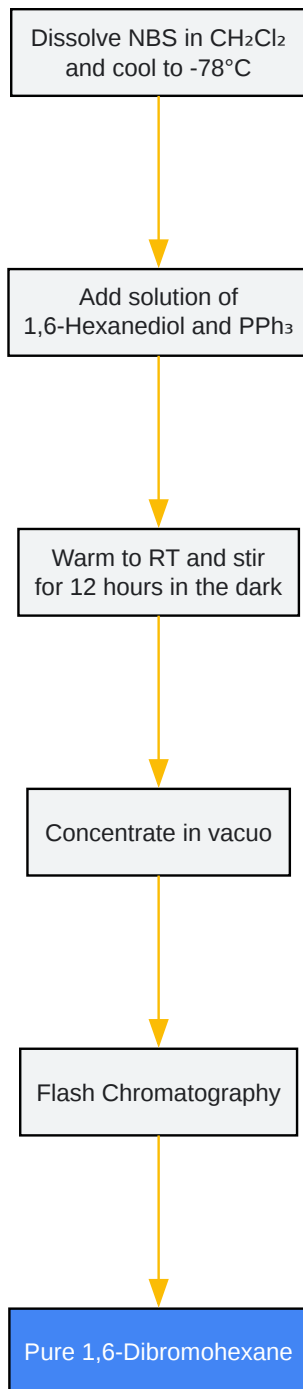 Dissolve NBS in CH₂Cl₂
and cool to -78°C
Add solution of
1,6-Hexanediol and PPh₃
Warm to RT and stir
for 12 hours in the dark
Concentrate in vacuo
Flash Chromatography
Pure 1,6-Dibromohexane